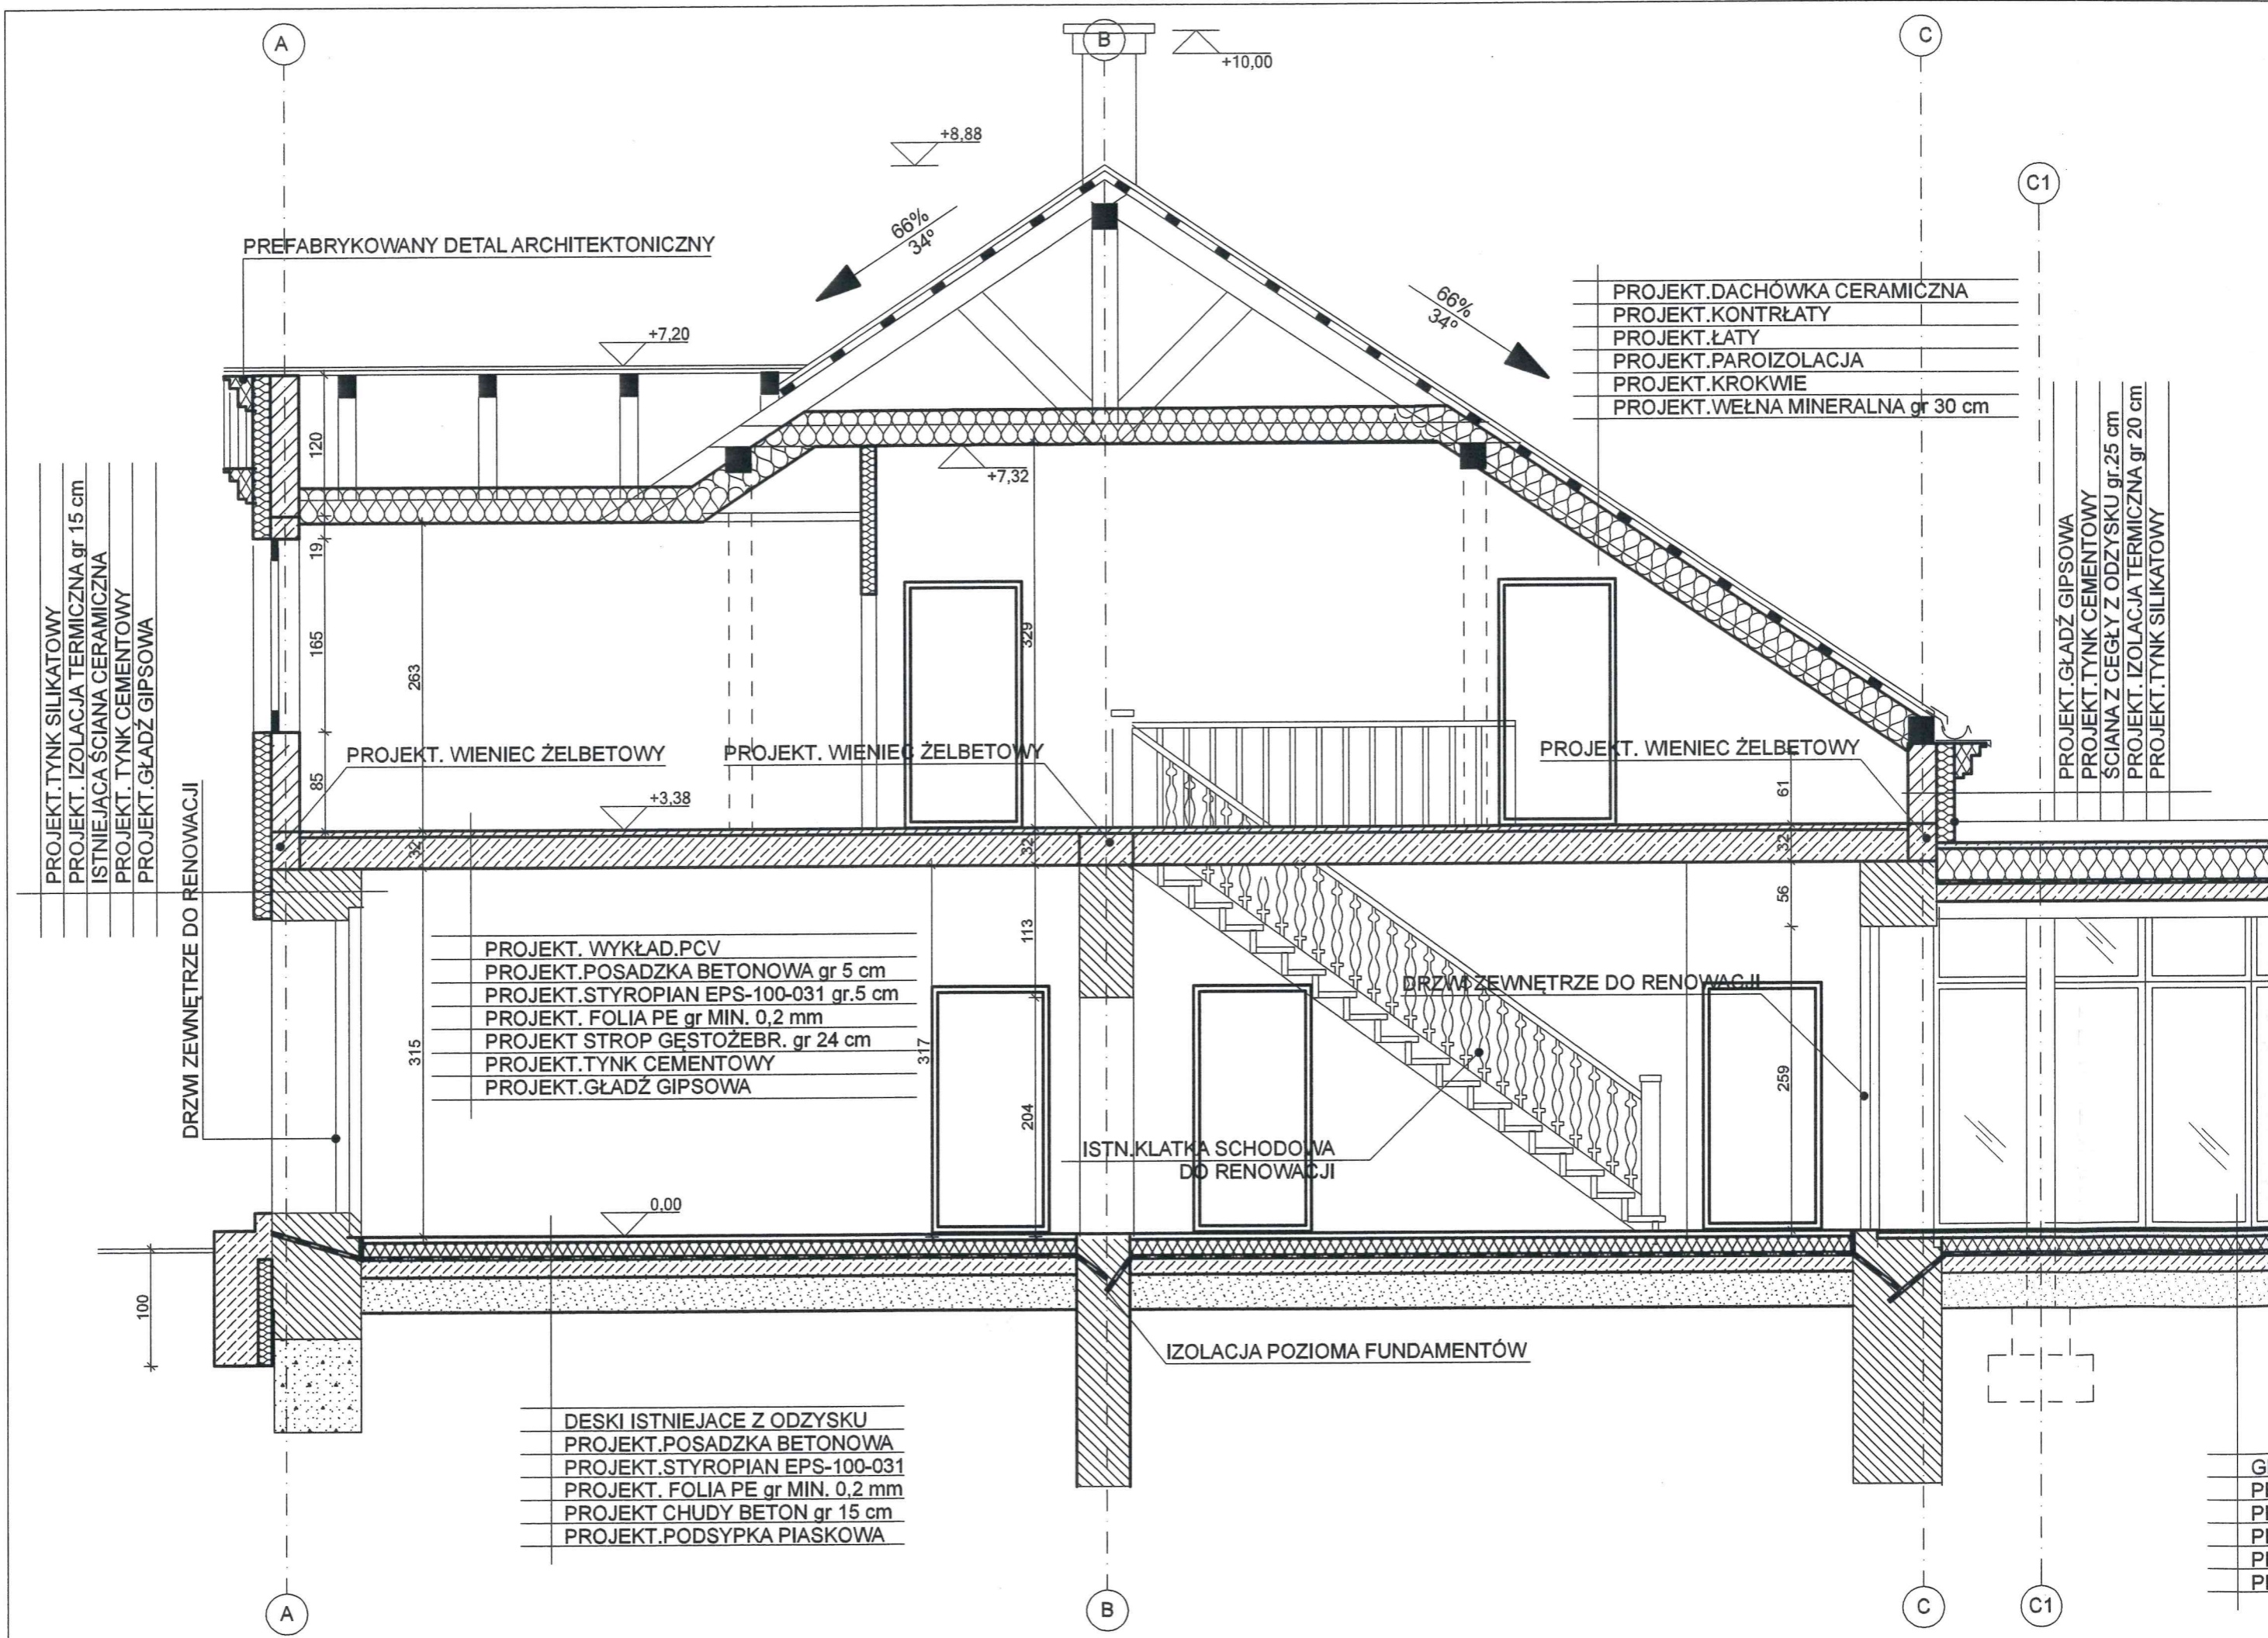 A
B
C
C1
+10,00
+8,88
66%
34°
PREFABRYKOWANY DETAL ARCHITEKTONICZNY
66%
34°
PROJEKT.DACHÓWKA CERAMICZNA
PROJEKT.KONTRŁATY
PROJEKT.ŁATY
PROJEKT.PAROIZOLACJA
PROJEKT.KROKWIE
PROJEKT.WEŁNA MINERALNA gr 30 cm
+7,20
+7,32
120
19
165
85
263
329
PROJEKT.TYNK SILIKATOWY
PROJEKT. IZOLACJA TERMICZNA gr 15 cm
ISTNIEJĄCA ŚCIANA CERAMICZNA
PROJEKT. TYNK CEMENTOWY
PROJEKT.GŁADŹ GIPSOWA
PROJEKT.GŁADŹ GIPSOWA
PROJEKT.TYNK CEMENTOWY
ŚCIANA Z CEGŁY Z ODZYSKU gr.25 cm
PROJEKT. IZOLACJA TERMICZNA gr 20 cm
PROJEKT.TYNK SILIKATOWY
PROJEKT. WIENIEC ŻELBETOWY
PROJEKT. WIENIEC ŻELBETOWY
PROJEKT. WIENIEC ŻELBETOWY
+3,38
61
32
32
32
56
DRZWI ZEWNĘTRZE DO RENOWACJI
PROJEKT. WYKŁAD.PCV
PROJEKT.POSADZKA BETONOWA gr 5 cm
PROJEKT.STYROPIAN EPS-100-031 gr.5 cm
PROJEKT. FOLIA PE gr MIN. 0,2 mm
PROJEKT STROP GĘSTOŻEBR. gr 24 cm
PROJEKT.TYNK CEMENTOWY
PROJEKT.GŁADŹ GIPSOWA
315
317
113
204
259
DRZWI ZEWNĘTRZE DO RENOWACJI
ISTN.KLATKA SCHODOWA
DO RENOWACJI
0,00
100
IZOLACJA POZIOMA FUNDAMENTÓW
DESKI ISTNIEJACE Z ODZYSKU
PROJEKT.POSADZKA BETONOWA
PROJEKT.STYROPIAN EPS-100-031
PROJEKT. FOLIA PE gr MIN. 0,2 mm
PROJEKT CHUDY BETON gr 15 cm
PROJEKT.PODSYPKA PIASKOWA
A
B
C
C1